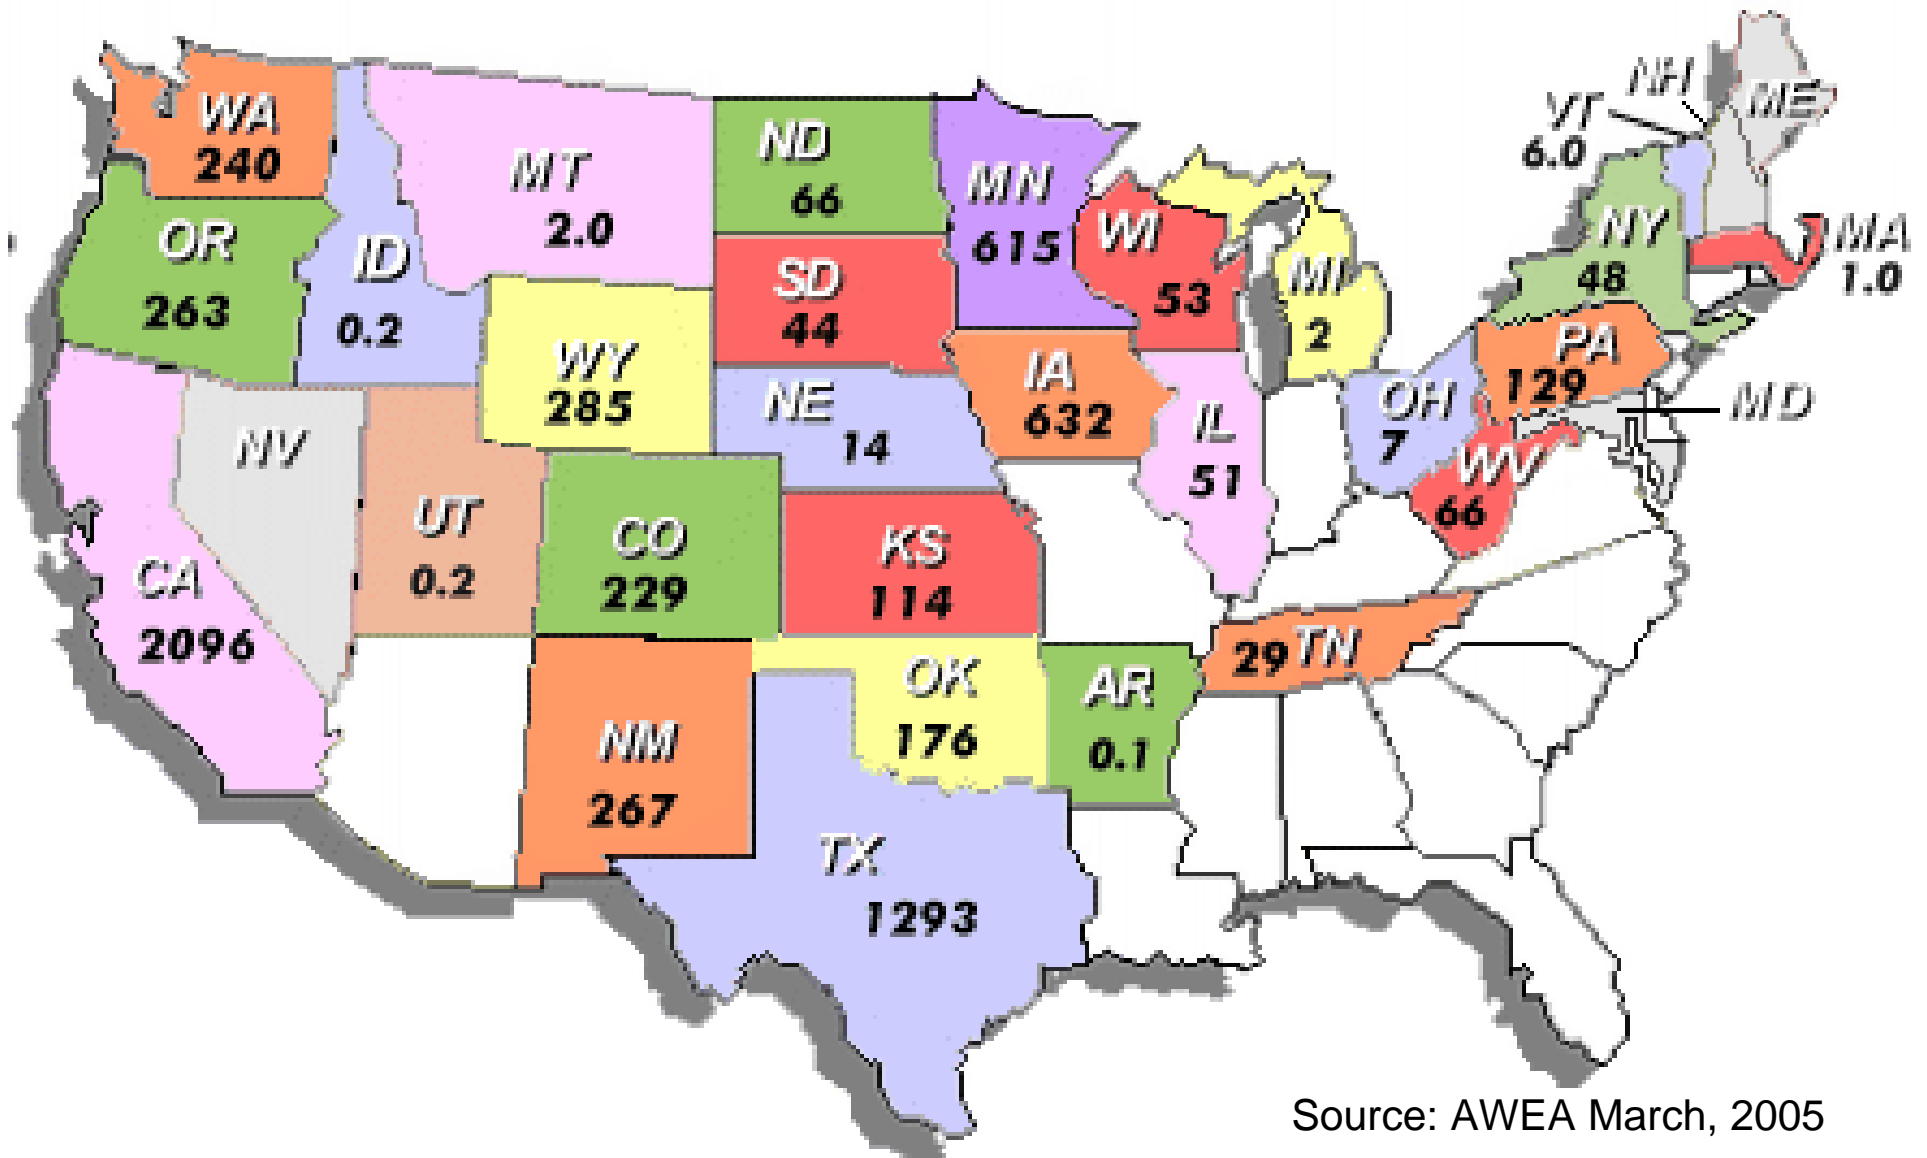 WA
240
OR
263
ID
0.2
MT
2.0
ND
66
MN
615
SD
44
WI
53
MI
2
WY
285
NE
14
IA
632
IL
51
OH
7
NH
ME
VT
6.0
NY
48
MA
1.0
PA
129
MD
WV
66
NV
UT
0.2
CO
229
KS
114
CA
2096
NM
267
OK
176
AR
0.1
29 TN
TX
1293
Source: AWEA March, 2005